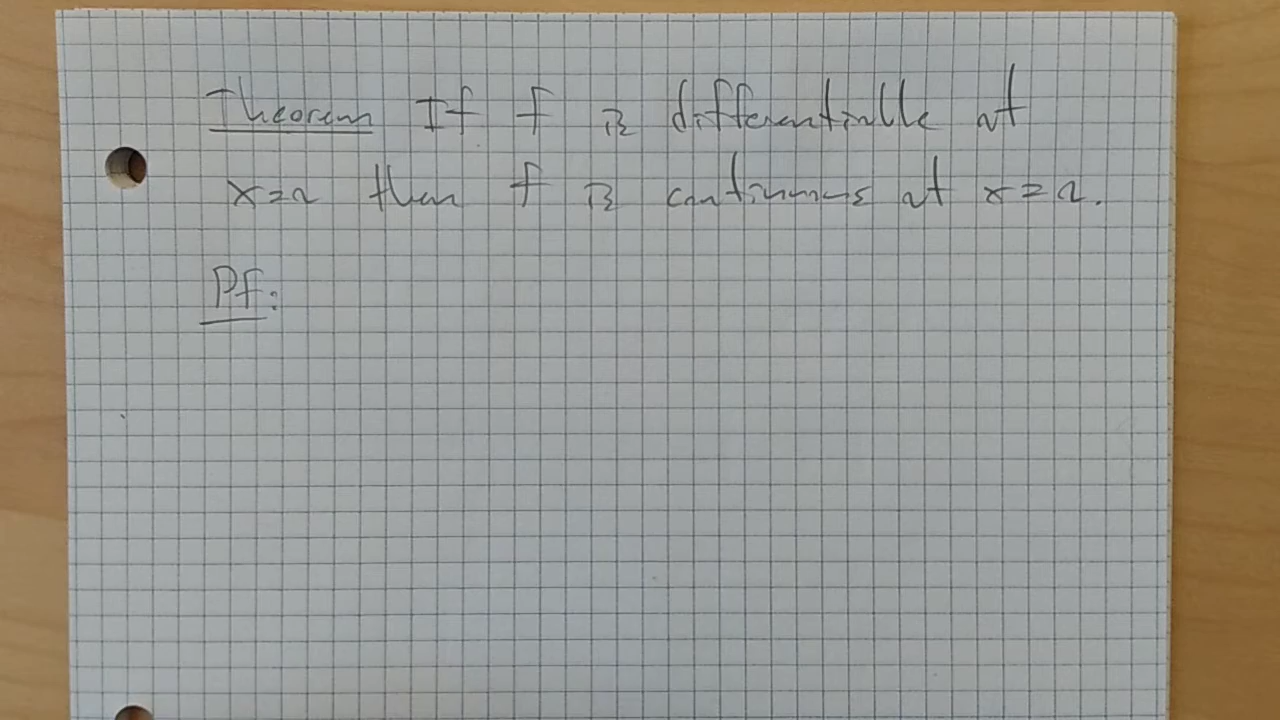 Theorem If f is differentiable at
x=a then f is continuous at x=a.
Pf: